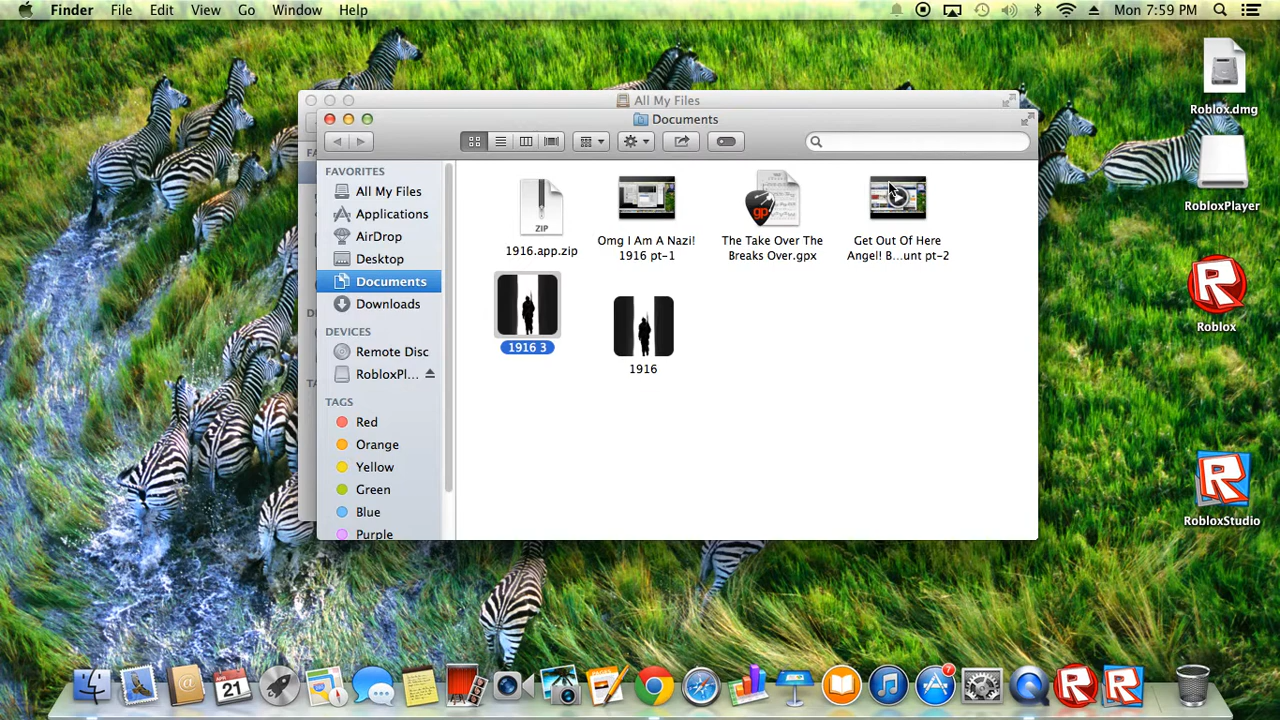 Finder File Edit View Go Window Help Mon 7:59 PM
All My Files
Documents
FAVORITES
All My Files
Applications
AirDrop
Desktop
Documents
Downloads
DEVICES
Remote Disc
RobloxPl...
TAGS
Red
Orange
Yellow
Green
Blue
Purple
ZIP
1916.app.zip
Omg I Am A Nazi!
1916 pt-1
gp
The Take Over The
Breaks Over.gpx
Get Out Of Here
Angel! B...unt pt-2
1916 3
1916
Roblox.dmg
RobloxPlayer
R
Roblox
R
RobloxStudio
APR
21
7
R
R